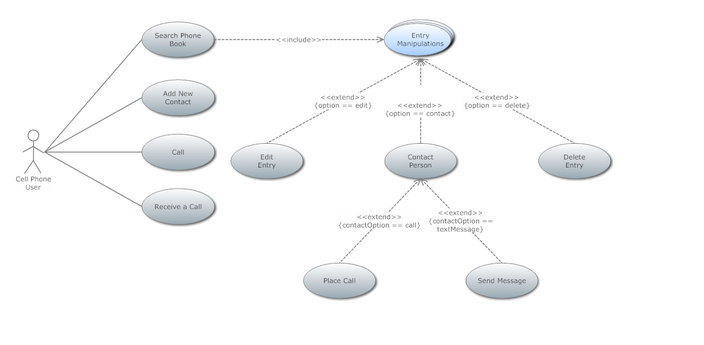 Search Phone
Book
<<include>>
Entry
Manipulations
Add New
Contact
<<extend>>
{option == edit}
<<extend>>
{option == contact}
<<extend>>
{option == delete}
Call
Edit
Entry
Contact
Person
Delete
Entry
Cell Phone
User
Receive a Call
<<extend>>
{contactOption == call}
<<extend>>
{contactOption ==
textMessage}
Place Call
Send Message